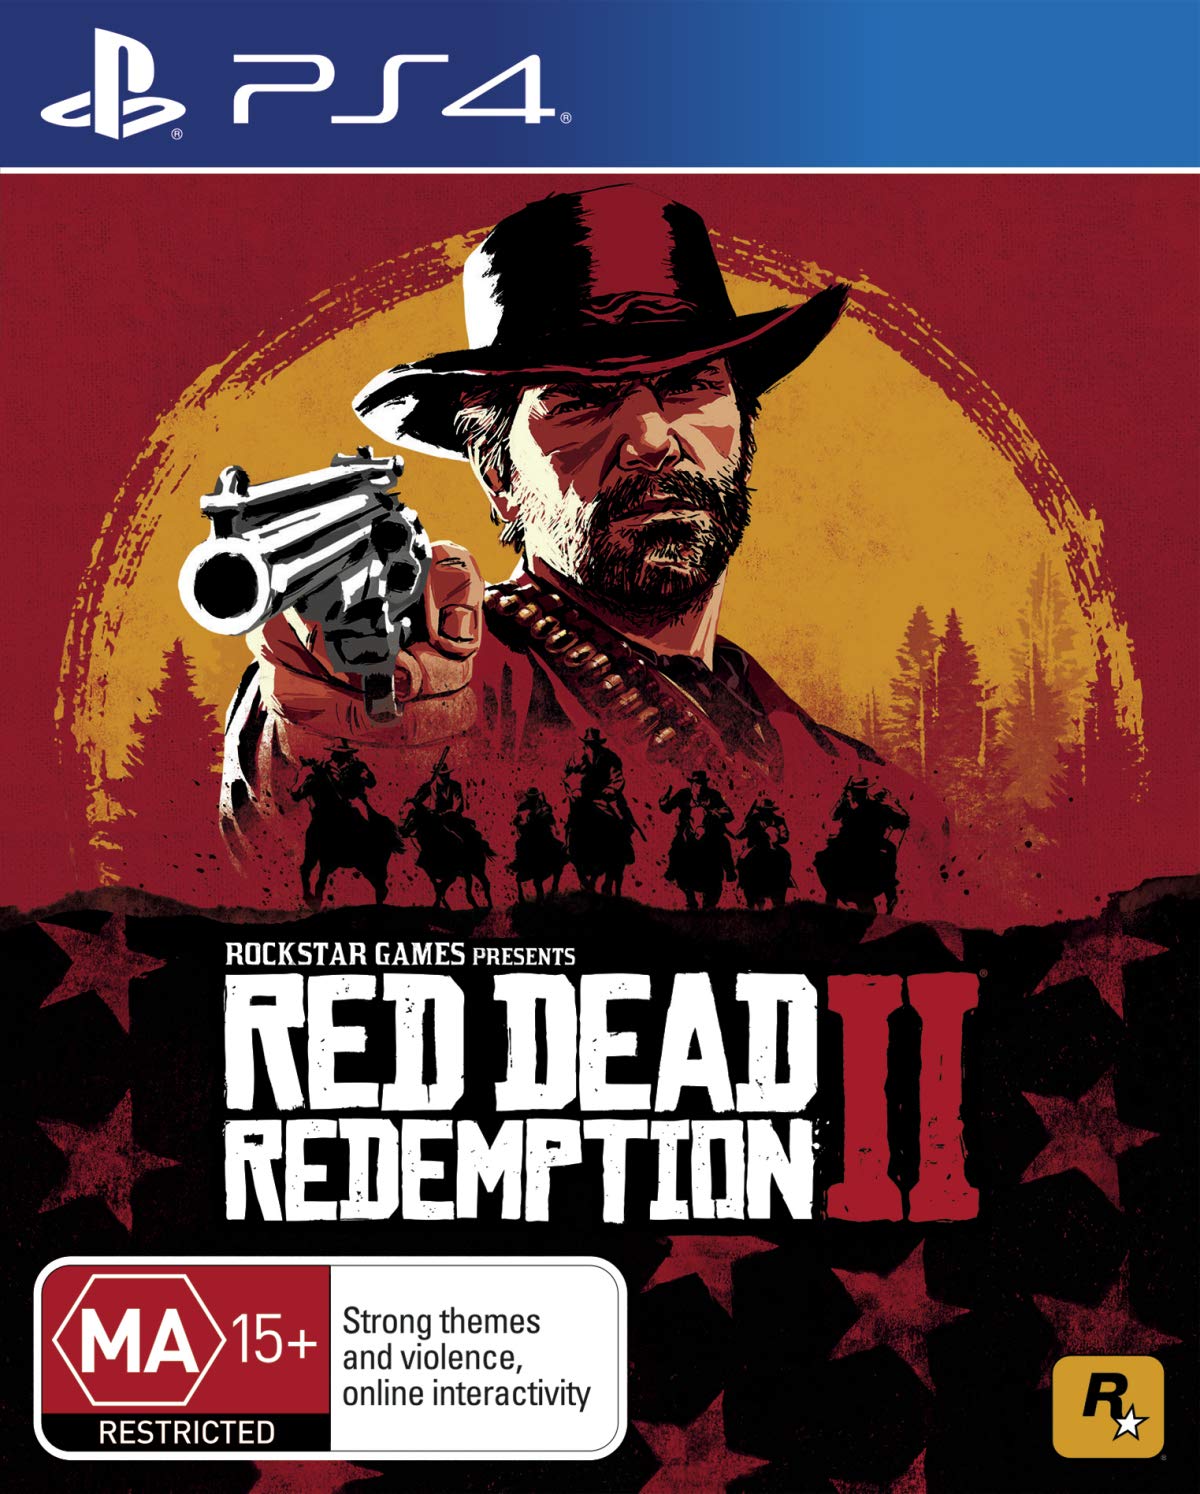 PS4®
ROCKSTAR GAMES PRESENTS
RED DEAD
REDEMPTION II®
MA 15+
RESTRICTED
Strong themes
and violence,
online interactivity
R